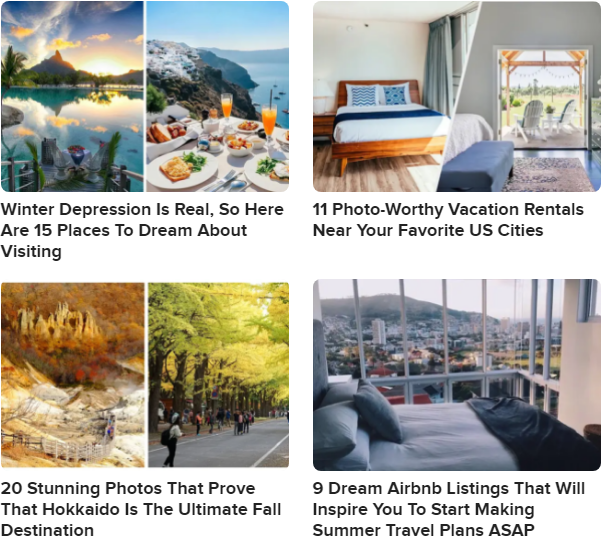 Winter Depression Is Real, So Here
Are 15 Places To Dream About
Visiting
11 Photo-Worthy Vacation Rentals
Near Your Favorite US Cities
20 Stunning Photos That Prove
That Hokkaido Is The Ultimate Fall
Destination
9 Dream Airbnb Listings That Will
Inspire You To Start Making
Summer Travel Plans ASAP